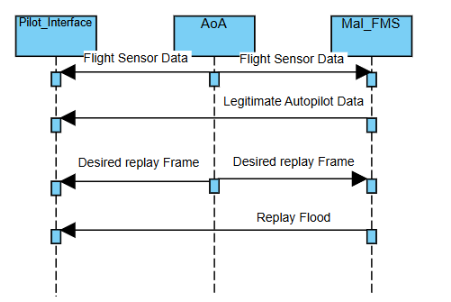 Pilot_Interface
AoA
Mal_FMS
Flight Sensor Data
Flight Sensor Data
Legitimate Autopilot Data
Desired replay Frame
Desired replay Frame
Replay Flood